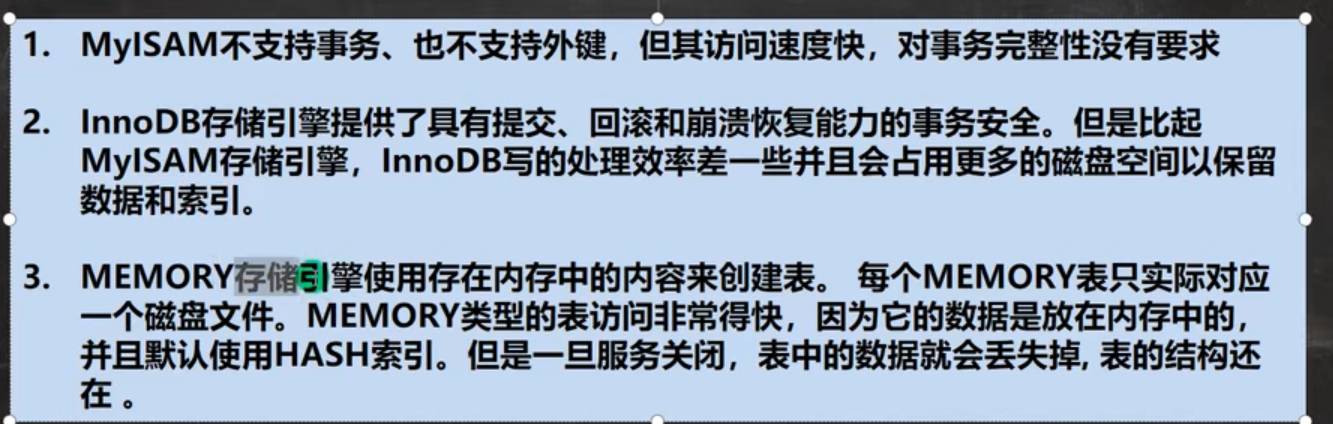 1. MyISAM不支持事务、也不支持外键，但其访问速度快，对事务完整性没有要求
2. InnoDB存储引擎提供了具有提交、回滚和崩溃恢复能力的事务安全。但是比起
MyISAM存储引擎，InnoDB写的处理效率差一些并且会占用更多的磁盘空间以保留
数据和索引。
3. MEMORY存储引擎使用存在内存中的内容来创建表。 每个MEMORY表只实际对应
一个磁盘文件。MEMORY类型的表访问非常得快，因为它的数据是放在内存中的，
并且默认使用HASH索引。但是一旦服务关闭，表中的数据就会丢失掉, 表的结构还
在 。